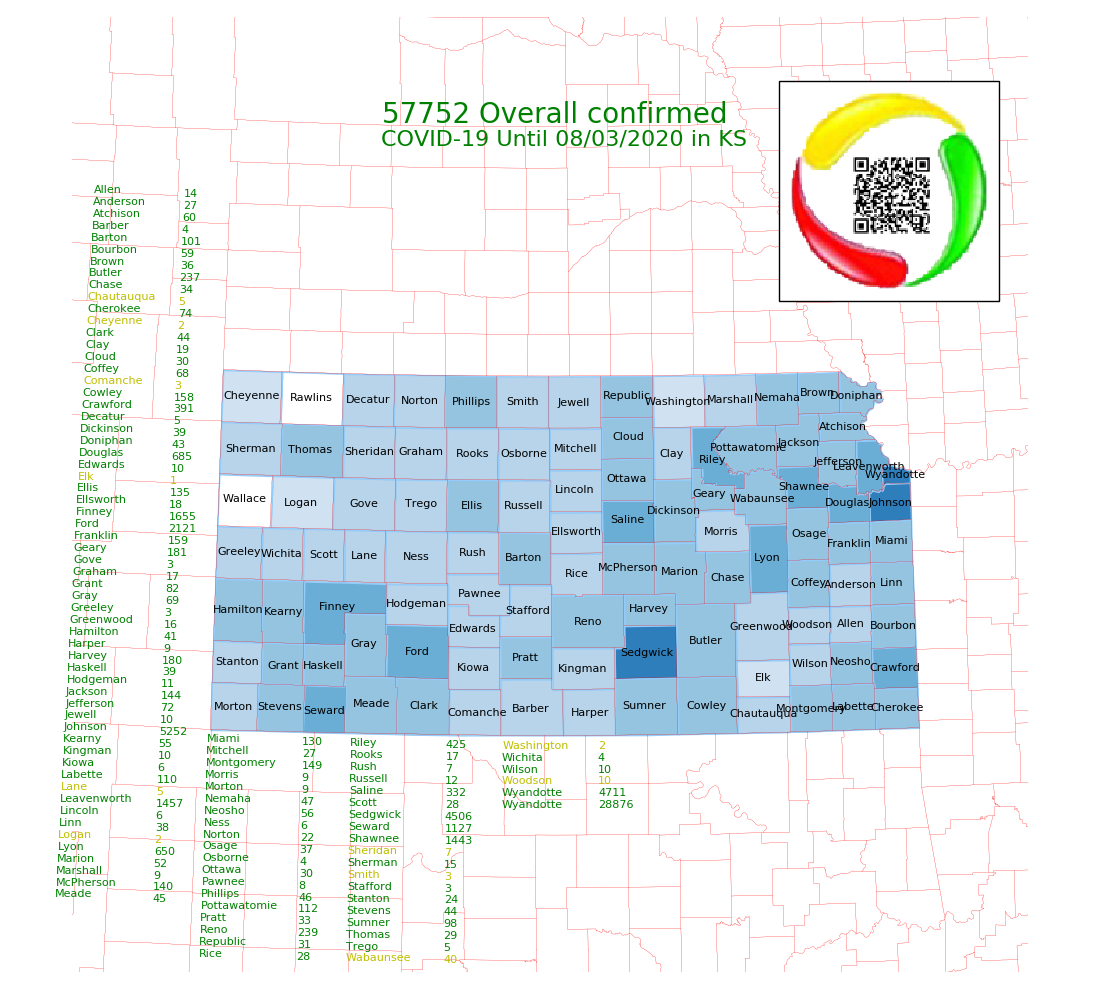 57752 Overall confirmed
COVID-19 Until 08/03/2020 in KS
Allen 14
Anderson 27
Atchison 60
Barber 4
Barton 101
Bourbon 59
Brown 36
Butler 237
Chase 34
Chautauqua 5
Cherokee 74
Cheyenne 2
Clark 44
Clay 19
Cloud 30
Coffey 68
Comanche 3
Cowley 158
Crawford 391
Decatur 5
Dickinson 39
Doniphan 43
Douglas 685
Edwards 10
Elk 1
Ellis 135
Ellsworth 18
Finney 1655
Ford 2121
Franklin 159
Geary 181
Gove 3
Graham 17
Grant 82
Gray 69
Greeley 3
Greenwood 16
Hamilton 41
Harper 9
Harvey 180
Haskell 39
Hodgeman 11
Jackson 144
Jefferson 72
Jewell 10
Johnson 5252
Kearny 55
Kingman 10
Kiowa 6
Labette 110
Lane 5
Leavenworth 1457
Lincoln 6
Linn 38
Logan 2
Lyon 650
Marion 52
Marshall 9
McPherson 140
Meade 45
Miami 130
Mitchell 27
Montgomery 149
Morris 9
Morton 9
Nemaha 47
Neosho 56
Ness 6
Norton 22
Osage 37
Osborne 4
Ottawa 30
Pawnee 8
Phillips 46
Pottawatomie 112
Pratt 33
Reno 239
Republic 31
Rice 28
Riley 425
Rooks 17
Rush 7
Russell 12
Saline 332
Scott 28
Sedgwick 4506
Seward 1127
Shawnee 1443
Sheridan 7
Sherman 15
Smith 3
Stafford 3
Stanton 24
Stevens 44
Sumner 98
Thomas 29
Trego 5
Wabaunsee 40
Washington 2
Wichita 4
Wilson 10
Woodson 10
Wyandotte 4711
Wyandotte 28876
Cheyenne Rawlins Decatur Norton Phillips Smith Jewell Republic Washington Marshall Nemaha Brown Doniphan
Sherman Thomas Sheridan Graham Rooks Osborne Mitchell Cloud Clay Riley Pottawatomie Jackson Atchison
Jefferson Leavenworth Wyandotte
Wallace Logan Gove Trego Ellis Russell Lincoln Ottawa Dickinson Geary Wabaunsee Shawnee Douglas Johnson
Ellsworth Saline Morris Osage Franklin Miami
Greeley Wichita Scott Lane Ness Rush Barton Rice McPherson Marion Chase Lyon Coffey Anderson Linn
Hamilton Kearny Finney Hodgeman Pawnee Stafford Reno Harvey Butler Greenwood Woodson Allen Bourbon
Gray Ford Edwards Sedgwick
Stanton Grant Haskell Kiowa Pratt Kingman Elk Wilson Neosho Crawford
Morton Stevens Seward Meade Clark Comanche Barber Harper Sumner Cowley Chautauqua Montgomery Labette Cherokee